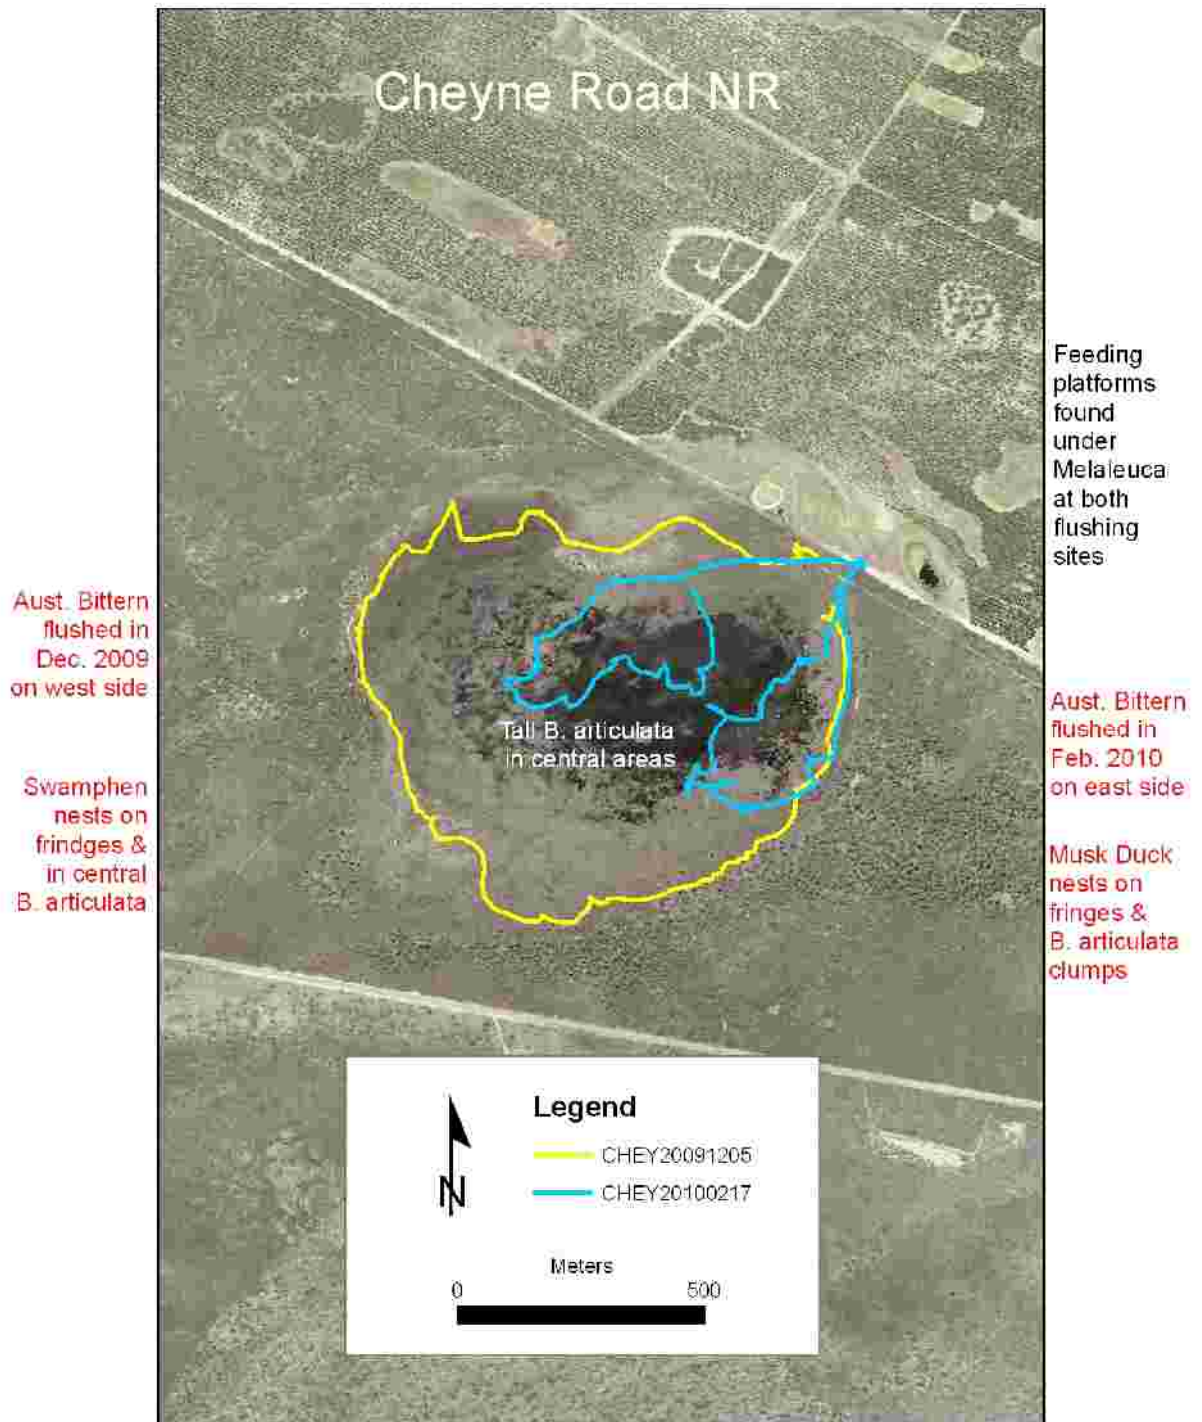 Cheyne Road NR
Feeding
platforms
found
under
Melaleuca
at both
flushing
sites
Aust. Bittern
flushed in
Dec. 2009
on west side
Swamphen
nests on
frindges &
in central
B. articulata
Tall B. articulata
in central areas
Aust. Bittern
flushed in
Feb. 2010
on east side
Musk Duck
nests on
fringes &
B. articulata
clumps
Legend
CHEY20091205
CHEY20100217
N
Meters
0 500